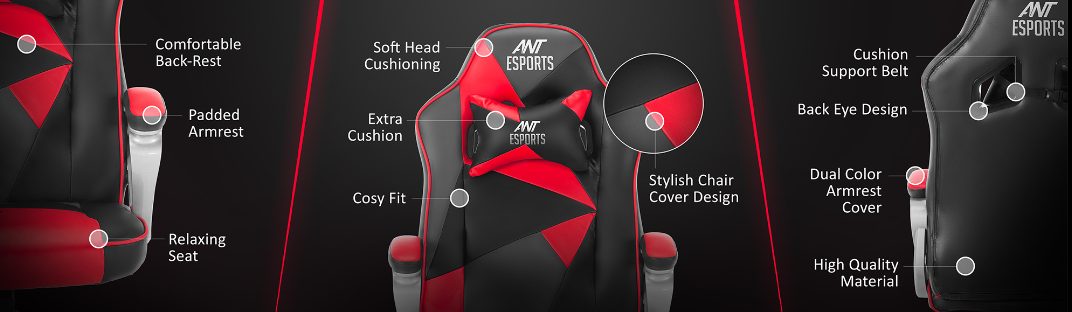 Comfortable
Back-Rest
Padded
Armrest
Relaxing
Seat
Soft Head
Cushioning
Extra
Cushion
Cosy Fit
ANT
ESPORTS
ANT
ESPORTS
Stylish Chair
Cover Design
ANT
ESPORTS
Cushion
Support Belt
Back Eye Design
Dual Color
Armrest
Cover
High Quality
Material